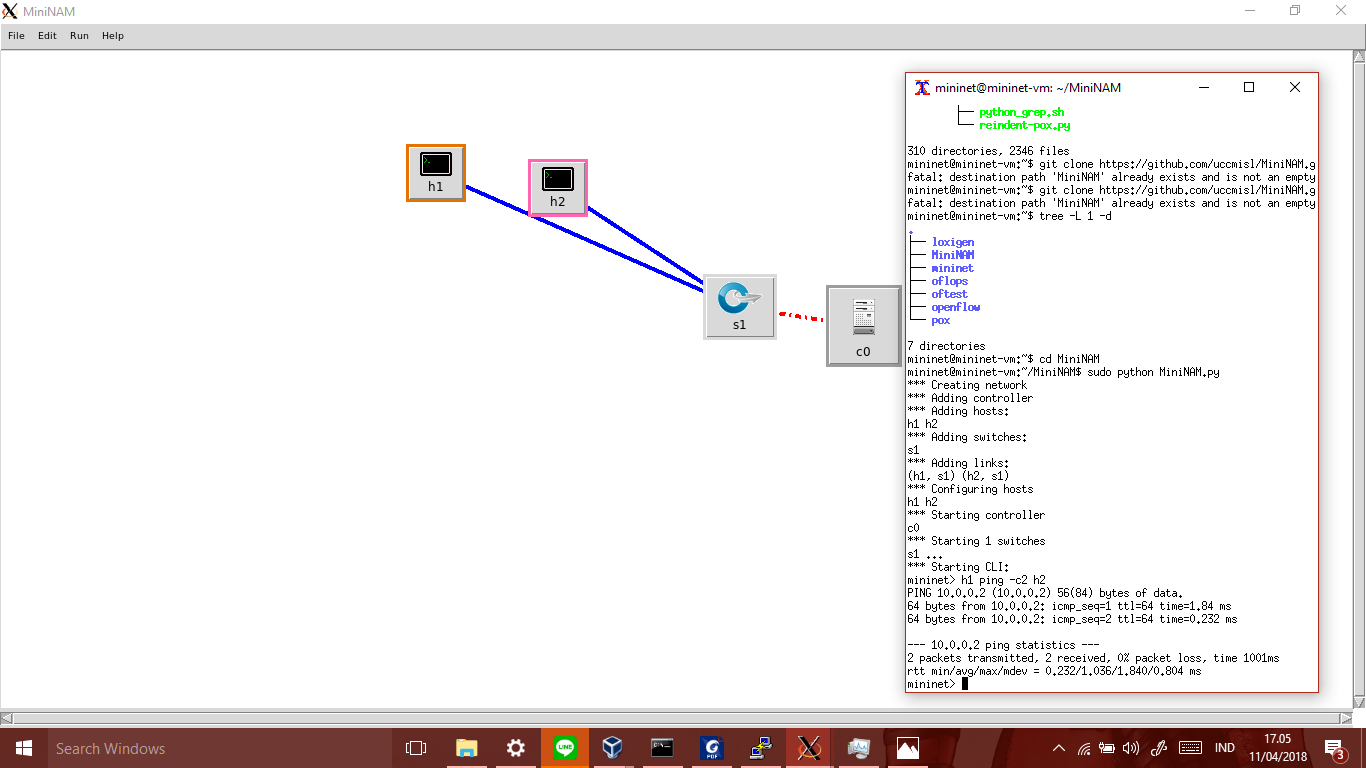 MiniNAM
File Edit Run Help
h1
h2
s1
c0
mininet@mininet-vm: ~/MiniNAM
python_grep.sh
reindent-pox.py
310 directories, 2346 files
mininet@mininet-vm:~$ git clone https://github.com/uccmisl/MiniNAM.g
fatal: destination path 'MiniNAM' already exists and is not an empty
mininet@mininet-vm:~$ git clone https://github.com/uccmisl/MiniNAM.g
fatal: destination path 'MiniNAM' already exists and is not an empty
mininet@mininet-vm:~$ tree -L 1 -d
.
├── loxigen
├── MiniNAM
├── mininet
├── oflops
├── oftest
├── openflow
└── pox
7 directories
mininet@mininet-vm:~$ cd MiniNAM
mininet@mininet-vm:~/MiniNAM$ sudo python MiniNAM.py
*** Creating network
*** Adding controller
*** Adding hosts:
h1 h2
*** Adding switches:
s1
*** Adding links:
(h1, s1) (h2, s1)
*** Configuring hosts
h1 h2
*** Starting controller
c0
*** Starting 1 switches
s1 ...
*** Starting CLI:
mininet> h1 ping -c2 h2
PING 10.0.0.2 (10.0.0.2) 56(84) bytes of data.
64 bytes from 10.0.0.2: icmp_seq=1 ttl=64 time=1.84 ms
64 bytes from 10.0.0.2: icmp_seq=2 ttl=64 time=0.232 ms
--- 10.0.0.2 ping statistics ---
2 packets transmitted, 2 received, 0% packet loss, time 1001ms
rtt min/avg/max/mdev = 0.232/1.036/1.840/0.804 ms
mininet>
Search Windows
LINE
PDF
IND
17.05
11/04/2018
3